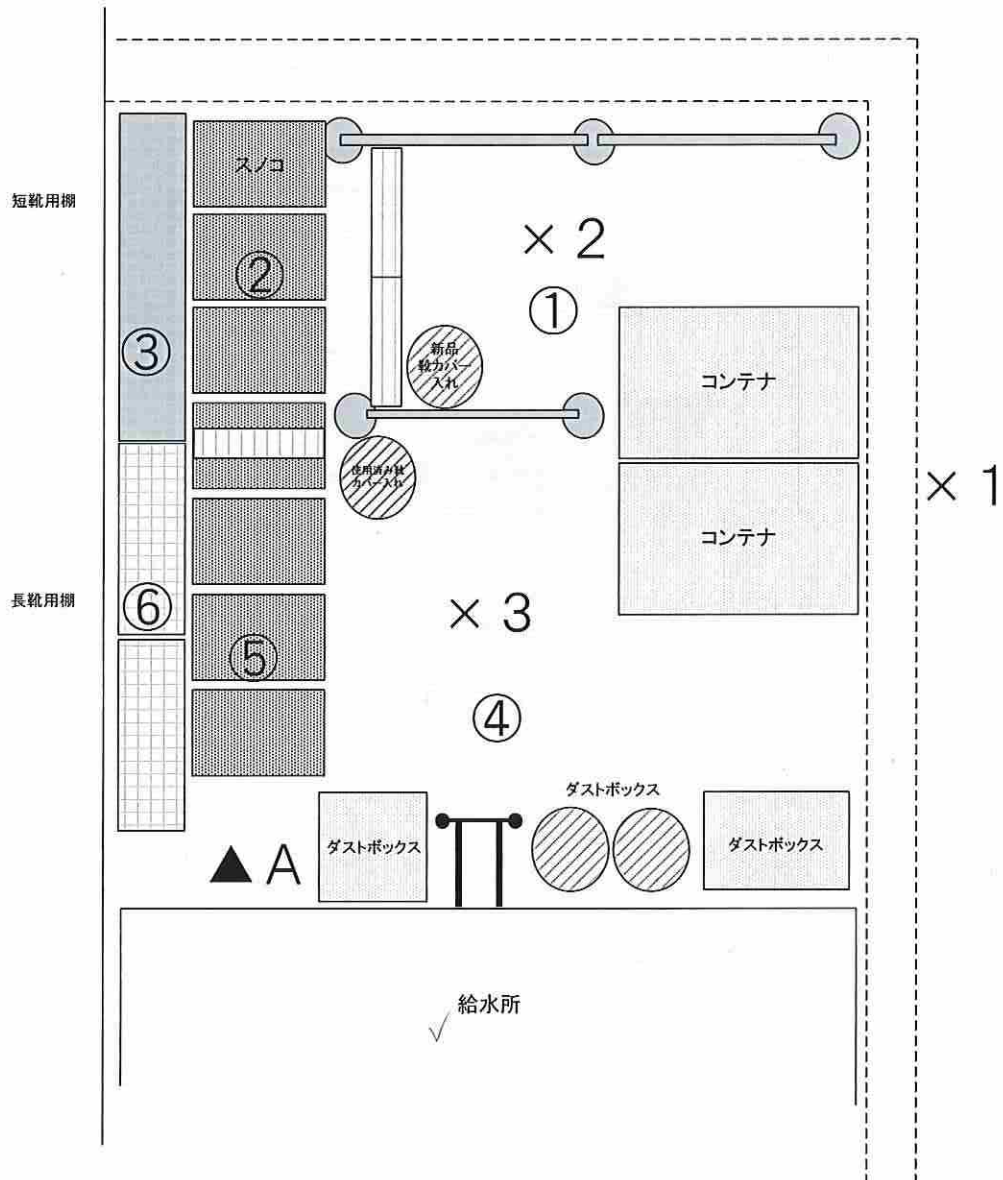 スノコ
短靴用棚
×2
②
①
③
新品
靴カバー
入れ
コンテナ
使用済み靴
カバー入れ
×1
コンテナ
長靴用棚
⑥
×3
⑤
④
ダストボックス
▲A
ダストボックス
ダストボックス
給水所